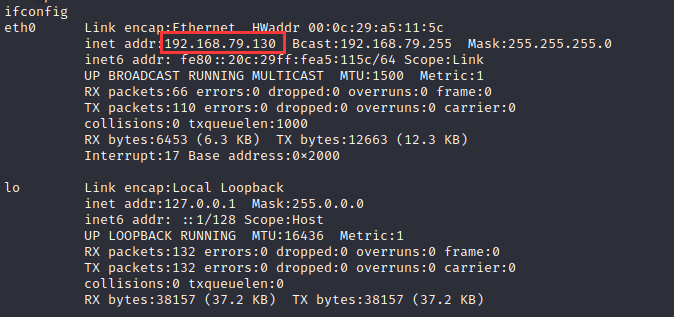 ifconfig
eth0      Link encap:Ethernet  HWaddr 00:0c:29:a5:11:5c
          inet addr:192.168.79.130  Bcast:192.168.79.255  Mask:255.255.255.0
          inet6 addr: fe80::20c:29ff:fea5:115c/64 Scope:Link
          UP BROADCAST RUNNING MULTICAST  MTU:1500  Metric:1
          RX packets:66 errors:0 dropped:0 overruns:0 frame:0
          TX packets:110 errors:0 dropped:0 overruns:0 carrier:0
          collisions:0 txqueuelen:1000
          RX bytes:6453 (6.3 KB)  TX bytes:12663 (12.3 KB)
          Interrupt:17 Base address:0×2000

lo        Link encap:Local Loopback
          inet addr:127.0.0.1  Mask:255.0.0.0
          inet6 addr: ::1/128 Scope:Host
          UP LOOPBACK RUNNING  MTU:16436  Metric:1
          RX packets:132 errors:0 dropped:0 overruns:0 frame:0
          TX packets:132 errors:0 dropped:0 overruns:0 carrier:0
          collisions:0 txqueuelen:0
          RX bytes:38157 (37.2 KB)  TX bytes:38157 (37.2 KB)